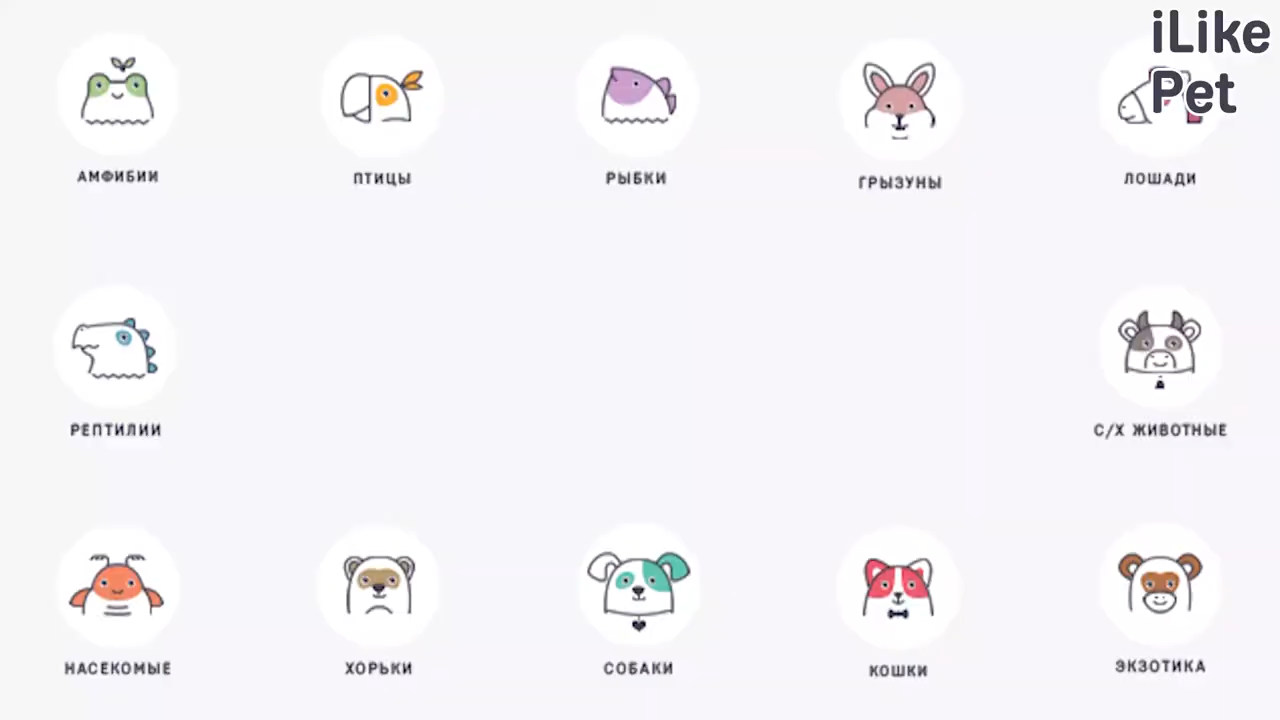 iLike
Pet
АМФИБИИ
ПТИЦЫ
РЫБКИ
ГРЫЗУНЫ
ЛОШАДИ
РЕПТИЛИИ
С/Х ЖИВОТНЫЕ
НАСЕКОМЫЕ
ХОРЬКИ
СОБАКИ
КОШКИ
ЭКЗОТИКА